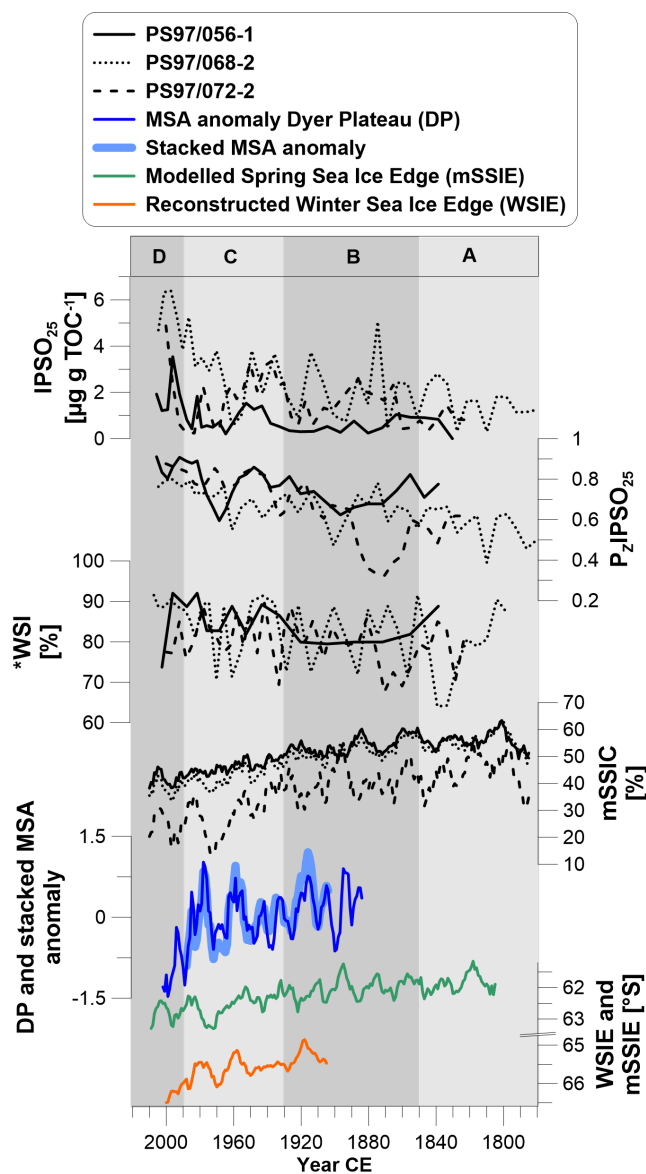 PS97/056-1
PS97/068-2
PS97/072-2
MSA anomaly Dyer Plateau (DP)
Stacked MSA anomaly
Modelled Spring Sea Ice Edge (mSSIE)
Reconstructed Winter Sea Ice Edge (WSIE)
D C B A
IPSO₂₅
[µg g TOC⁻¹]
6
4
2
0
1
0.8
0.6
0.4
0.2
PzIPSO₂₅
*WSI
[%]
100
90
80
70
60
70
60
50
40
30
20
10
mSSIC
[%]
DP and stacked MSA
anomaly
1.5
0
-1.5
62
63
65
66
WSIE and
mSSIE [°S]
2000 1960 1920 1880 1840 1800
Year CE